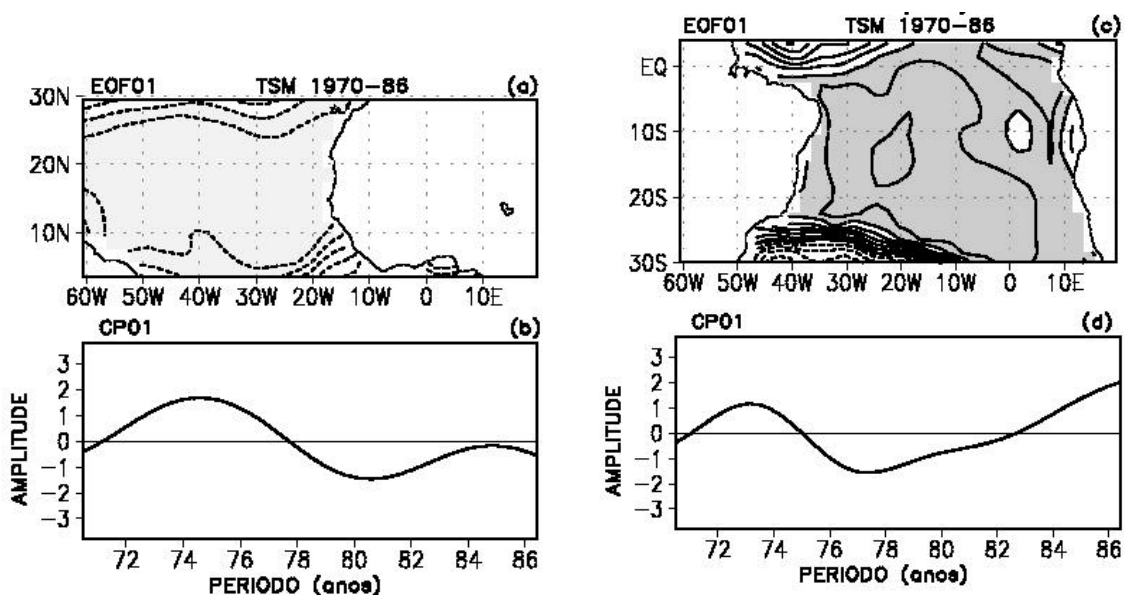 EOF01 TSM 1970-86 (a)
30N
20N
10N
60W 50W 40W 30W 20W 10W 0 10E
CP01 (b)
AMPLITUDE
3
2
1
0
-1
-2
-3
72 74 76 78 80 82 84 86
PERIODO (anos)
EOF01 TSM 1970-86 (c)
EQ
10S
20S
30S
60W 50W 40W 30W 20W 10W 0 10E
CP01 (d)
AMPLITUDE
3
2
1
0
-1
-2
-3
72 74 76 78 80 82 84 86
PERIODO (anos)